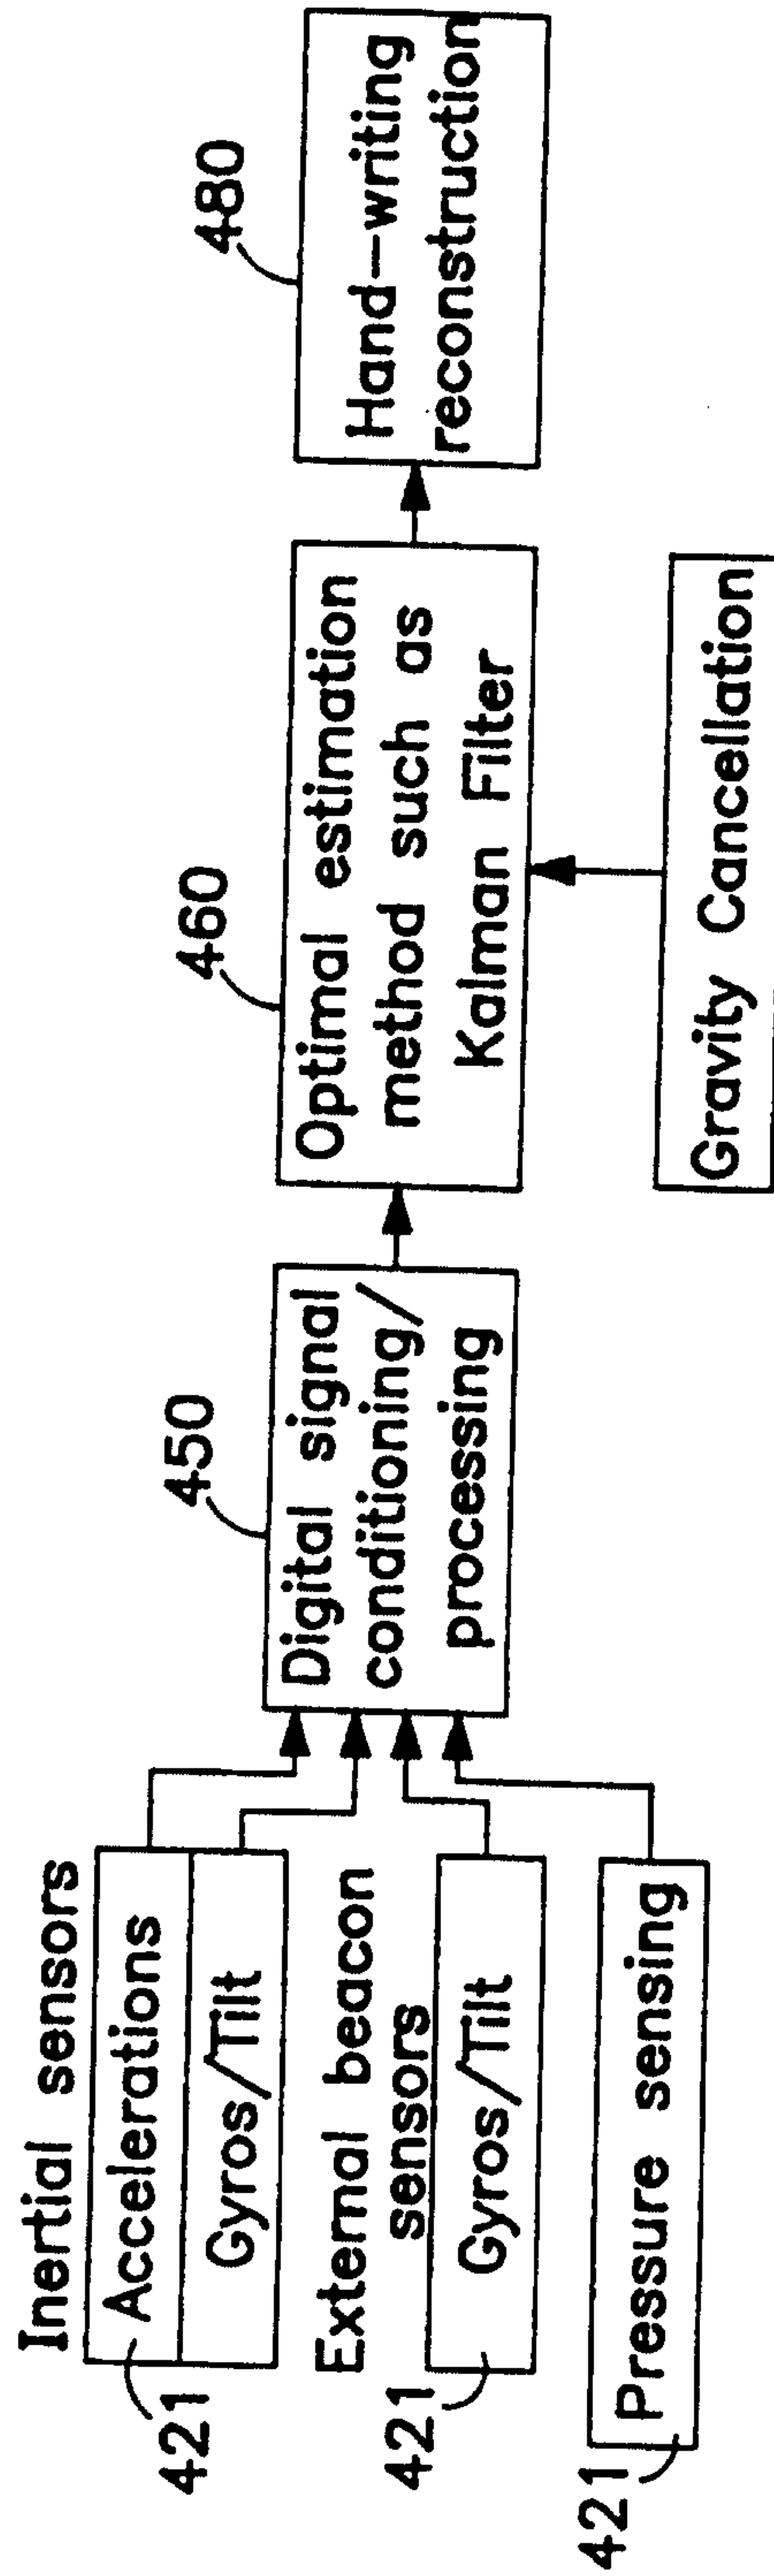 Inertial sensors
421
Accelerations
Gyros/Tilt
External beacon
sensors
421
Gyros/Tilt
421
Pressure sensing
450
Digital signal
conditioning/
processing
460
Optimal estimation
method such as
Kalman Filter
Gravity Cancellation
480
Hand-writing
reconstruction